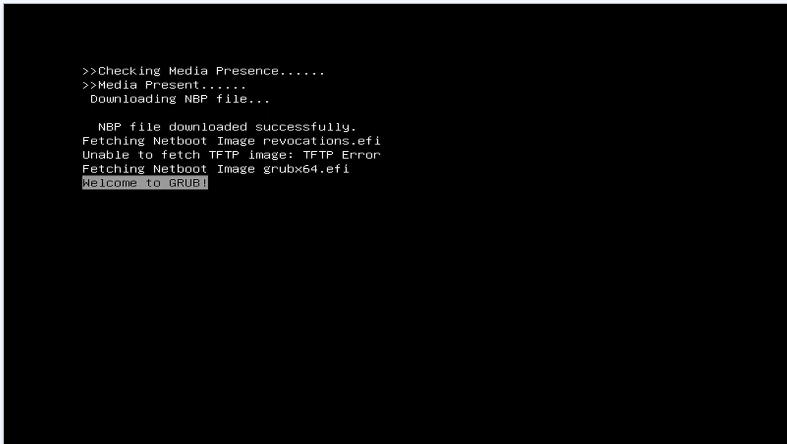 >>Checking Media Presence......
>>Media Present......
Downloading NBP file...
NBP file downloaded successfully.
Fetching Netboot Image revocations.efi
Unable to fetch TFTP image: TFTP Error
Fetching Netboot Image grubx64.efi
Welcome to GRUB!